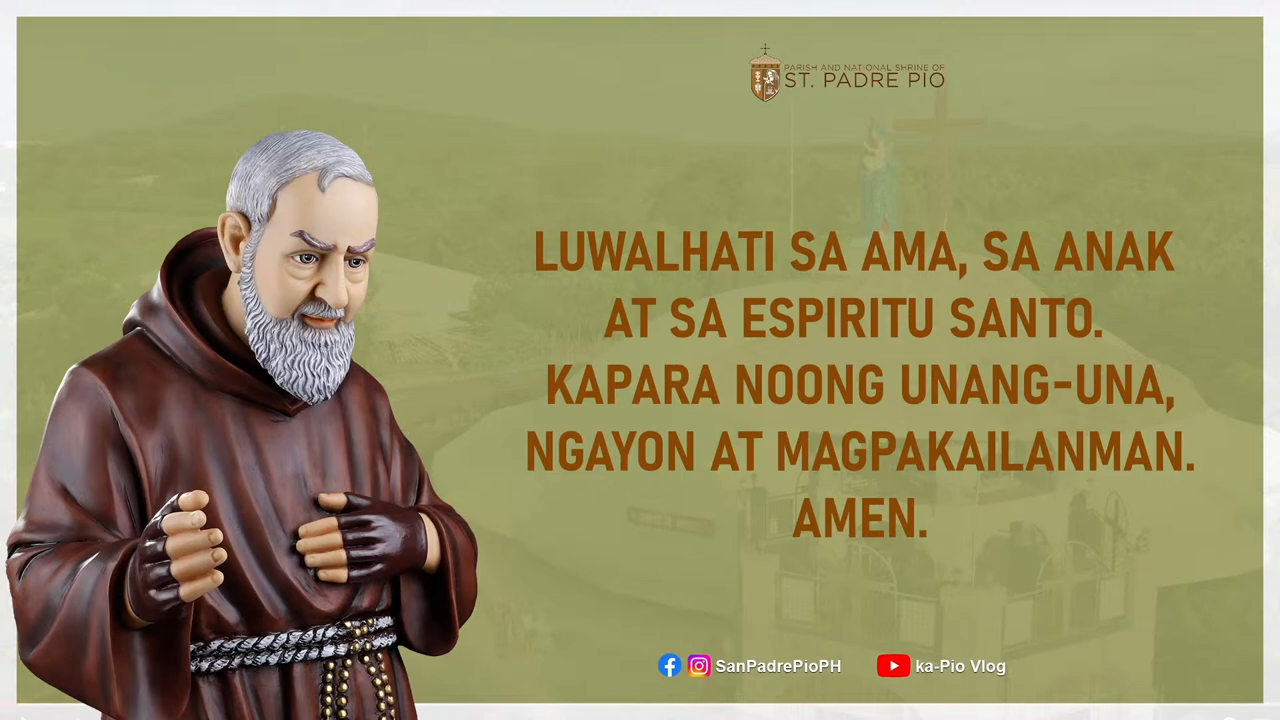 PARISH AND NATIONAL SHRINE OF
ST. PADRE PIO
LUWALHATI SA AMA, SA ANAK
AT SA ESPIRITU SANTO.
KAPARA NOONG UNANG-UNA,
NGAYON AT MAGPAKAILANMAN.
AMEN.
SanPadrePioPH ka-Pio Vlog